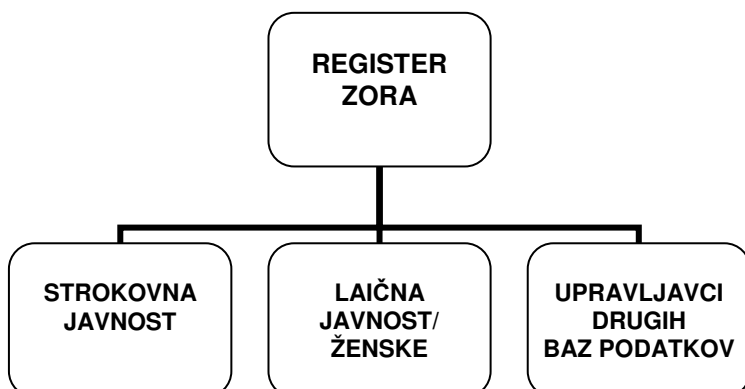 REGISTER
ZORA
STROKOVNA
JAVNOST
LAIČNA
JAVNOST/
ŽENSKE
UPRAVLJAVCI
DRUGIH
BAZ PODATKOV